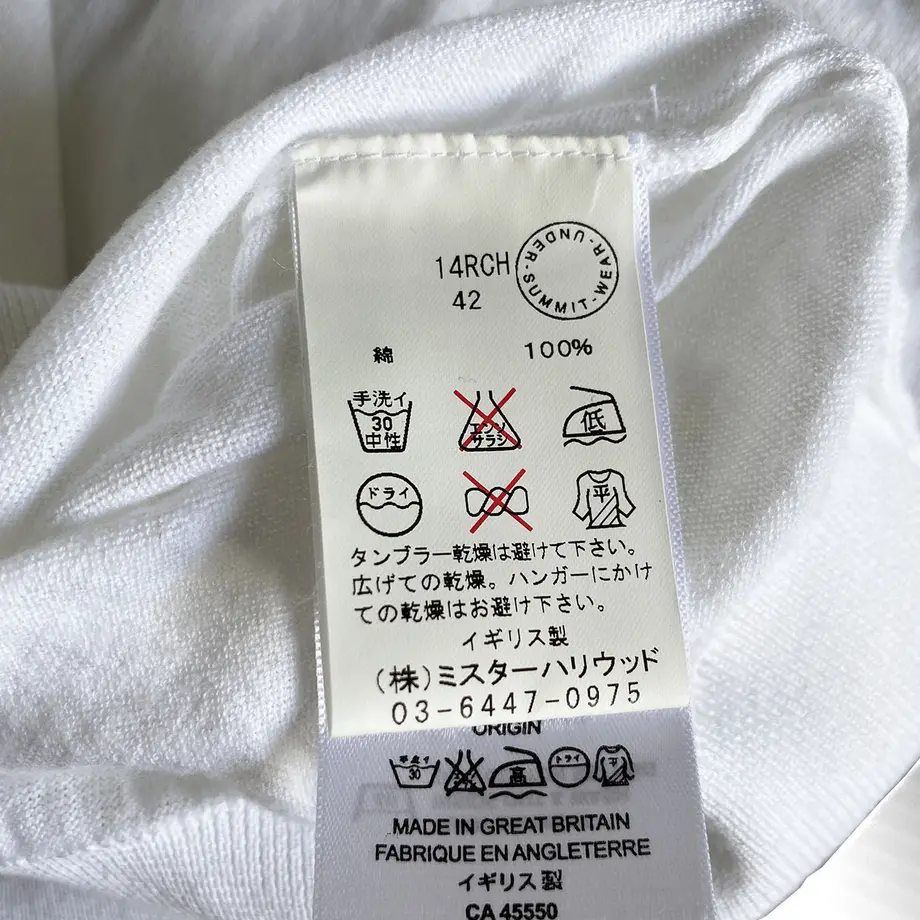 14RCH
42
UNDER-SUMMIT-WEAR-
綿 100%
手洗イ
30
中性
エンソ
サラシ
低
ドライ
平
タンブラー乾燥は避けて下さい。
広げての乾燥。ハンガーにかけ
ての乾燥はお避け下さい。
イギリス製
(株)ミスターハリウッド
03-6447-0975
ORIGIN
手洗イ
30
高
ドライ
平
MADE IN GREAT BRITAIN
FABRIQUE EN ANGLETERRE
イギリス製
CA 45550